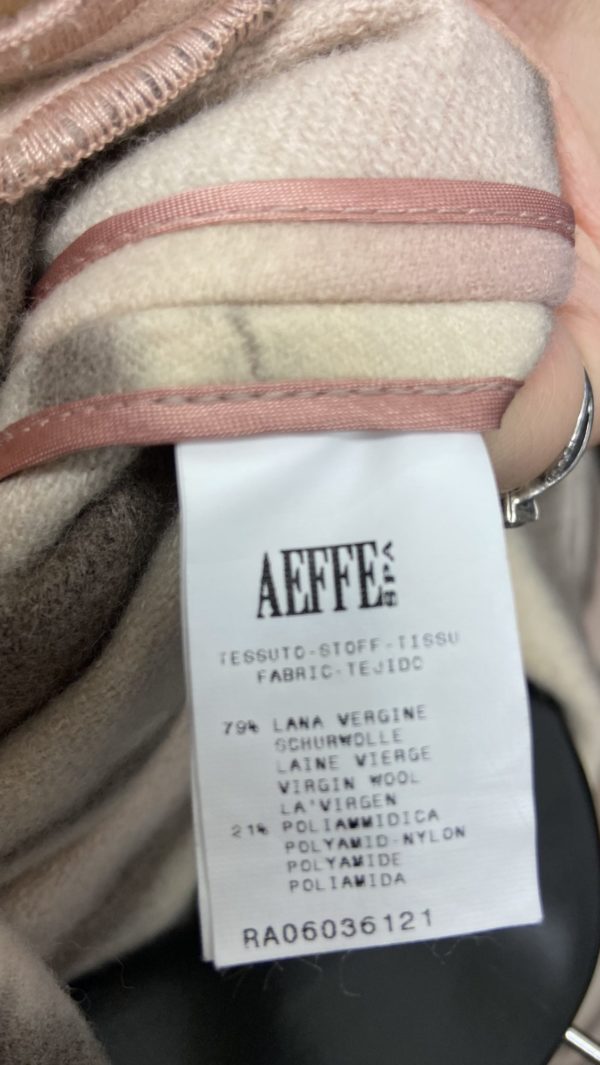 AEFFE SPA
TESSUTO-STOFF-TISSU
FABRIC-TEJIDO
79% LANA VERGINE
SCHURWOLLE
LAINE VIERGE
VIRGIN WOOL
LA'VIRGEN
21% POLIAMMIDICA
POLYAMID-NYLON
POLYAMIDE
POLIAMIDA
RA06036121